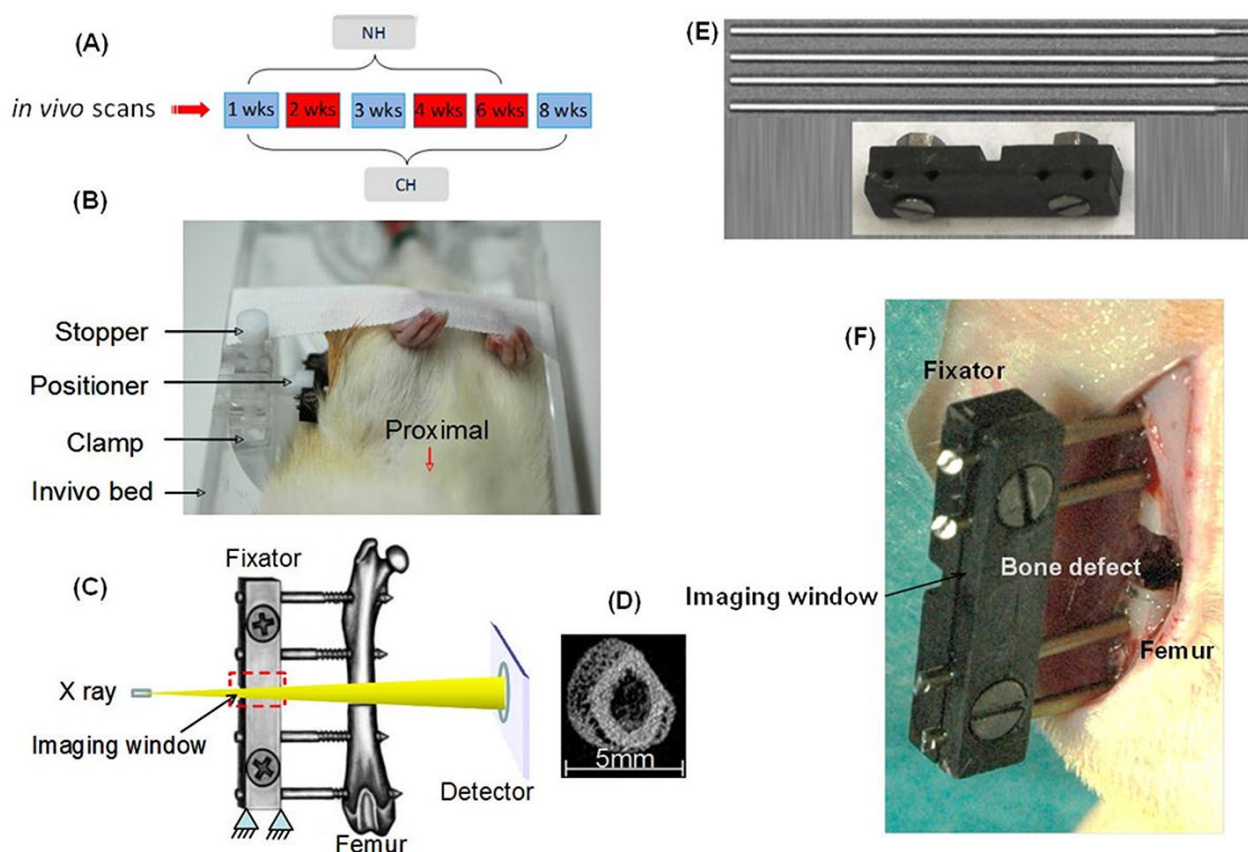 (A)
NH
in vivo scans
1 wks 2 wks 3 wks 4 wks 6 wks 8 wks
CH
(B)
Stopper
Positioner
Clamp
Invivo bed
Proximal
(C)
Fixator
X ray
Imaging window
Femur
Detector
(D)
5mm
(E)
(F)
Fixator
Bone defect
Imaging window
Femur